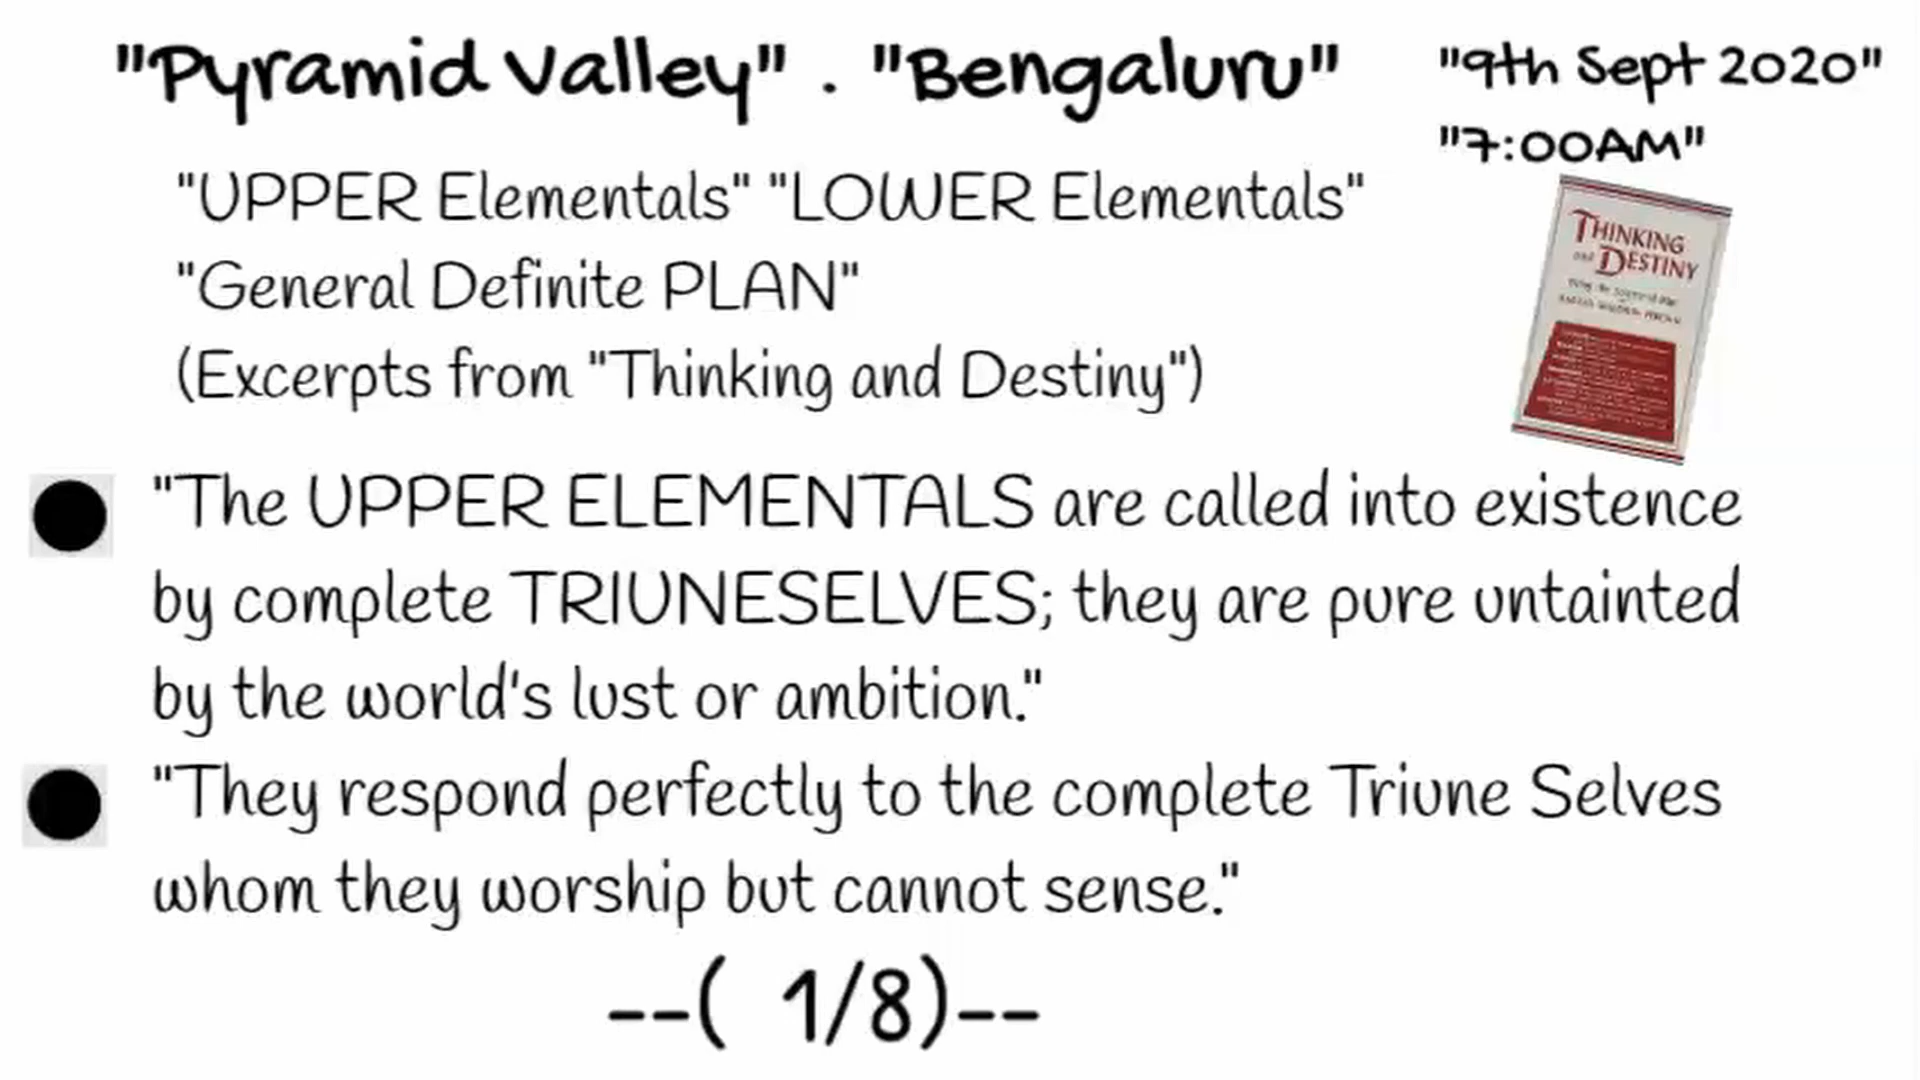 "Pyramid Valley" . "Bengaluru"
"9th Sept 2020"
"7:00AM"
"UPPER Elementals" "LOWER Elementals"
"General Definite PLAN"
(Excerpts from "Thinking and Destiny")
THINKING
and DESTINY
"The UPPER ELEMENTALS are called into existence
by complete TRIUNESELVES; they are pure untainted
by the world's lust or ambition."
"They respond perfectly to the complete Triune Selves
whom they worship but cannot sense."
--( 1/8)--